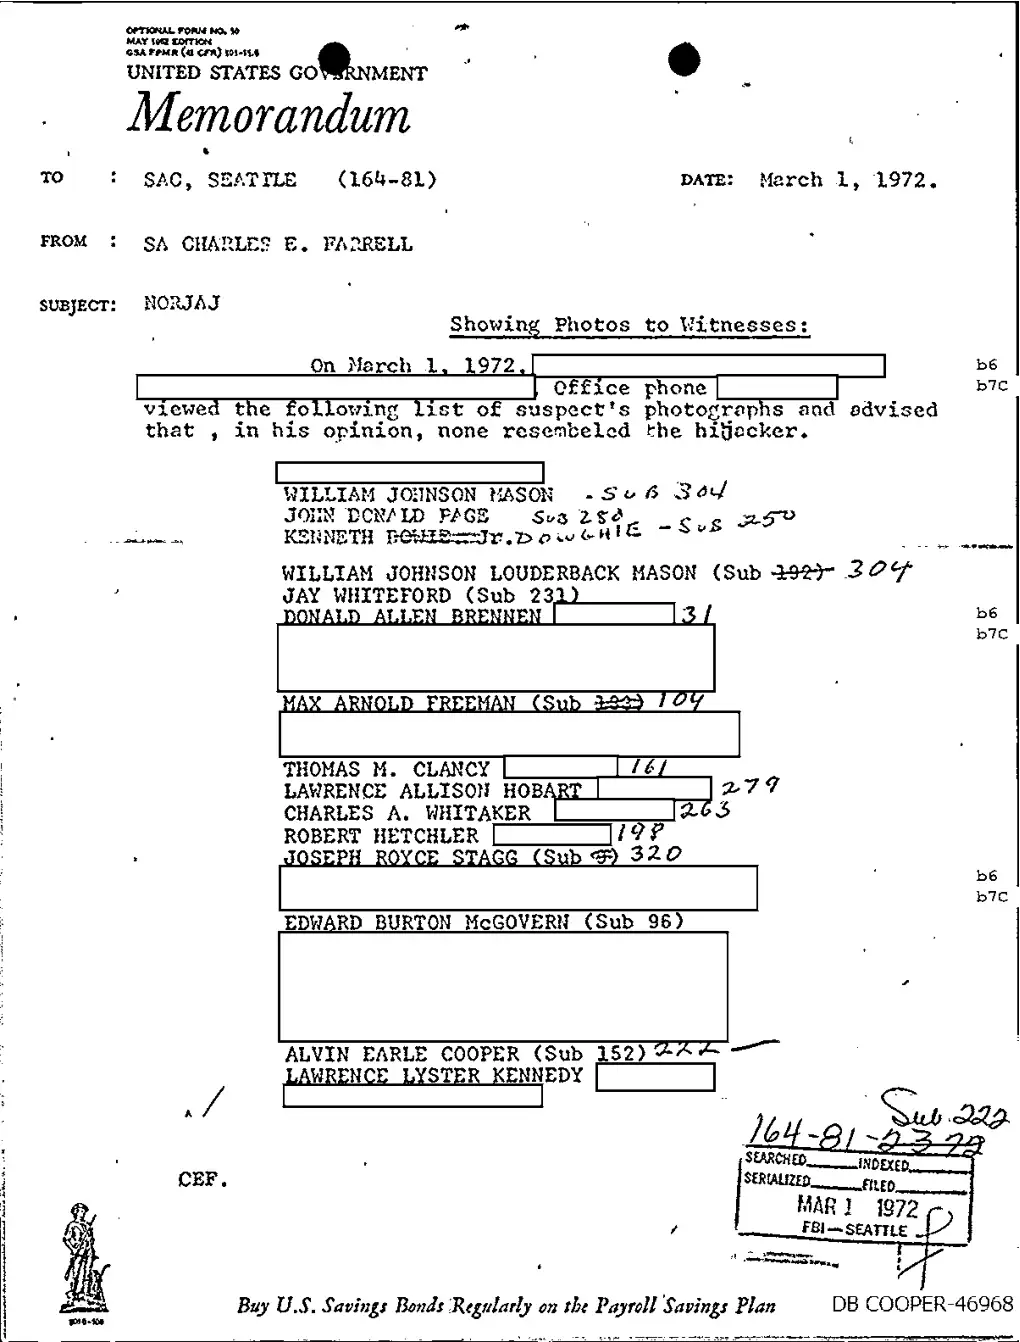 OPTIONAL FORM NO. 10
MAY 1962 EDITION
GSA FPMR (41 CFR) 101-11.6
UNITED STATES GOVERNMENT
Memorandum
TO : SAC, SEATTLE (164-81) DATE: March 1, 1972.
FROM : SA CHARLES E. FARRELL
SUBJECT: NORJAJ
Showing Photos to Witnesses:
On March 1, 1972, b6
, Office phone b7C
viewed the following list of suspect's photographs and advised
that , in his opinion, none resembeled the hijacker.
WILLIAM JOHNSON MASON - SUB 304
JOHN DONALD PAGE Sub
KENNETH Jr. DOWGHIE - SUB 250
WILLIAM JOHNSON LOUDERBACK MASON (Sub 192) 304
JAY WHITEFORD (Sub 231)
DONALD ALLEN BRENNEN 31 b6
b7C
MAX ARNOLD FREEMAN (Sub 104
THOMAS M. CLANCY 161
LAWRENCE ALLISON HOBART 279
CHARLES A. WHITAKER 263
ROBERT HETCHLER 198
JOSEPH ROYCE STAGG (Sub ) 320
b6
b7C
EDWARD BURTON McGOVERN (Sub 96)
ALVIN EARLE COOPER (Sub 152) 222
LAWRENCE LYSTER KENNEDY
Sub 222
164-81-2372
SEARCHED INDEXED
SERIALIZED FILED
MAR 1 1972
FBI—SEATTLE
CEF.
5010-108
Buy U.S. Savings Bonds Regularly on the Payroll Savings Plan
DB COOPER-46968